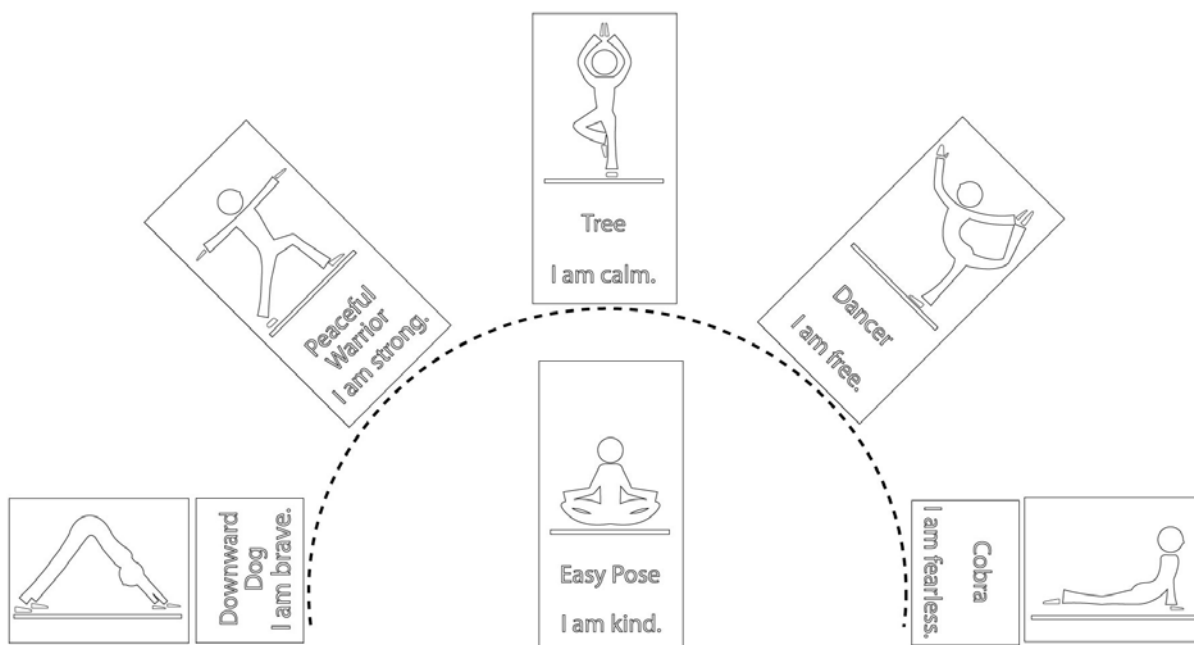 Tree
I am calm.
Peaceful
Warrior
I am strong.
Dancer
I am free.
Downward
Dog
I am brave.
Easy Pose
I am kind.
Cobra
I am fearless.